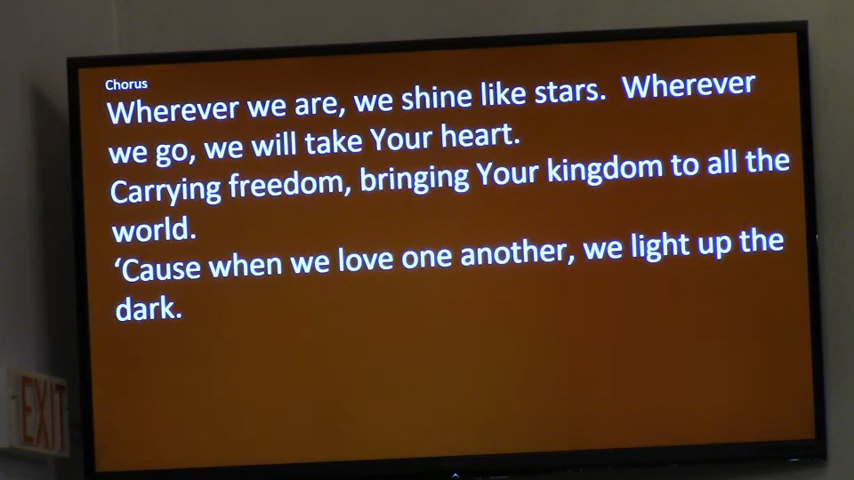 Chorus
Wherever we are, we shine like stars.  Wherever
we go, we will take Your heart.
Carrying freedom, bringing Your kingdom to all the
world.
‘Cause when we love one another, we light up the
dark.
EXIT